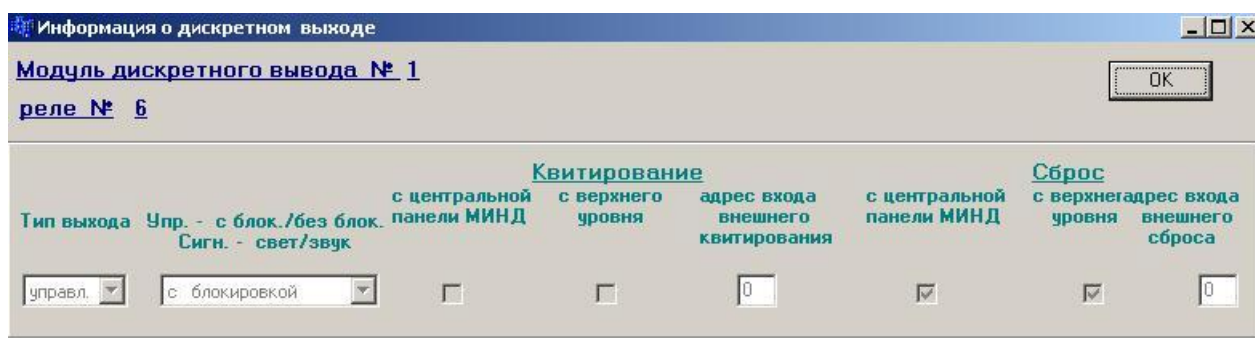 Информация о дискретном выходе
Модуль дискретного вывода № 1
OK
реле № 6
Квитирование
Сброс
с центральной панели МИНД
с верхнего уровня
адрес входа внешнего квитирования
с центральной панели МИНД
с верхнего уровня
адрес входа внешнего сброса
Тип выхода
Упр. - с блок./без блок.
Сигн. - свет/звук
управл.
с блокировкой
0
0